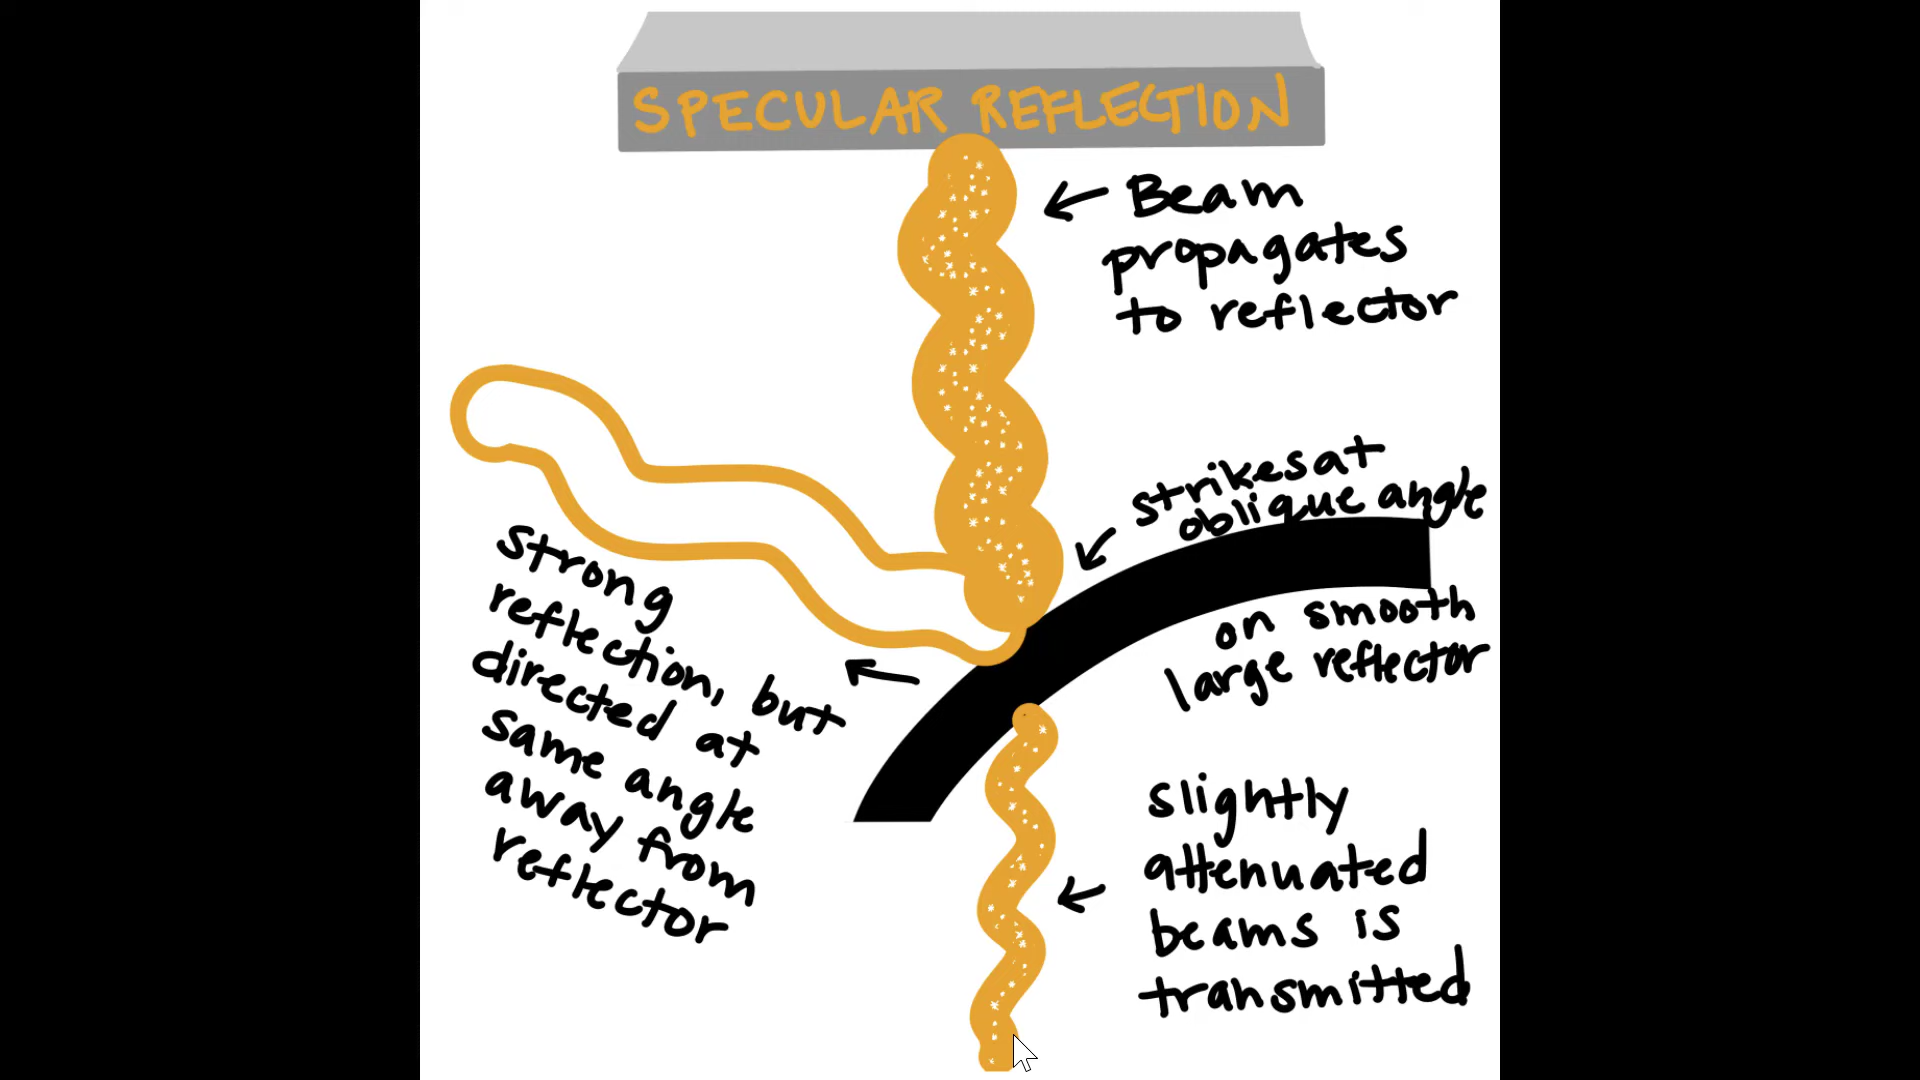 SPECULAR REFLECTION
← Beam
propagates
to reflector
strikes at
oblique angle
on smooth
large reflector
strong
reflection, but
directed at
same angle
away from
reflector
slightly
attenuated
beams is
transmitted